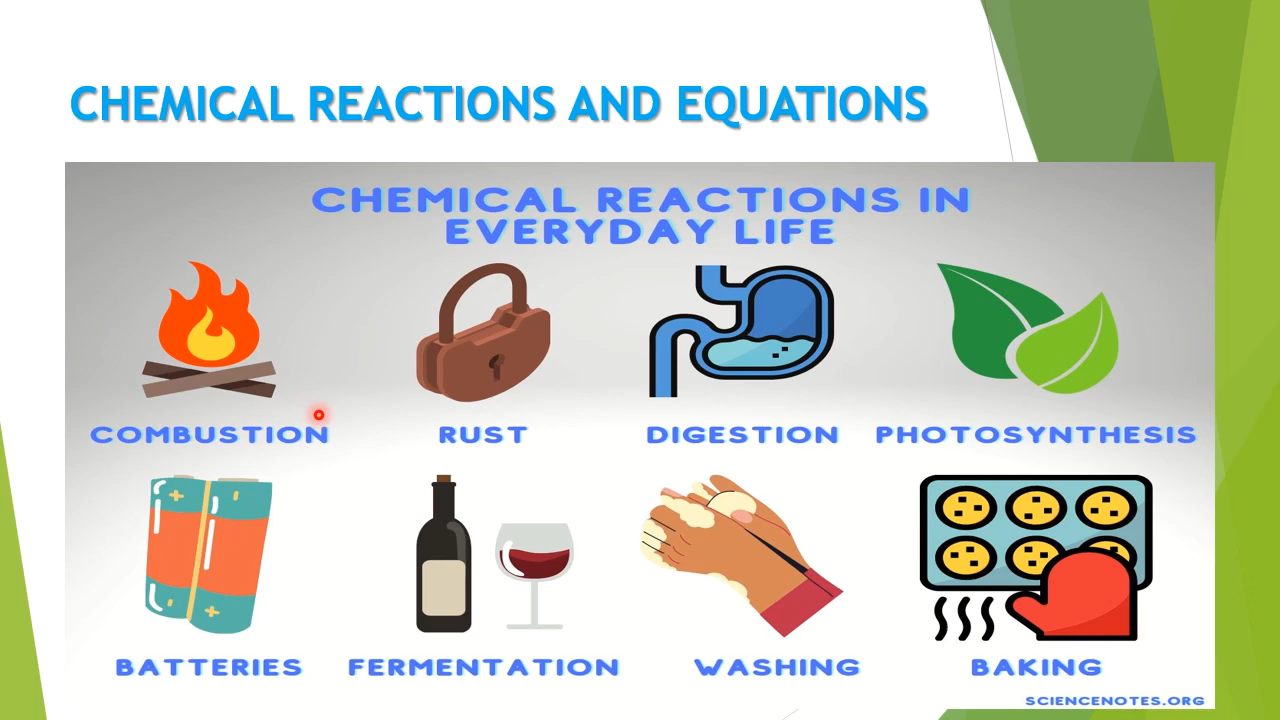 CHEMICAL REACTIONS AND EQUATIONS
CHEMICAL REACTIONS IN
EVERYDAY LIFE
COMBUSTION RUST DIGESTION PHOTOSYNTHESIS
BATTERIES FERMENTATION WASHING BAKING
SCIENCENOTES.ORG